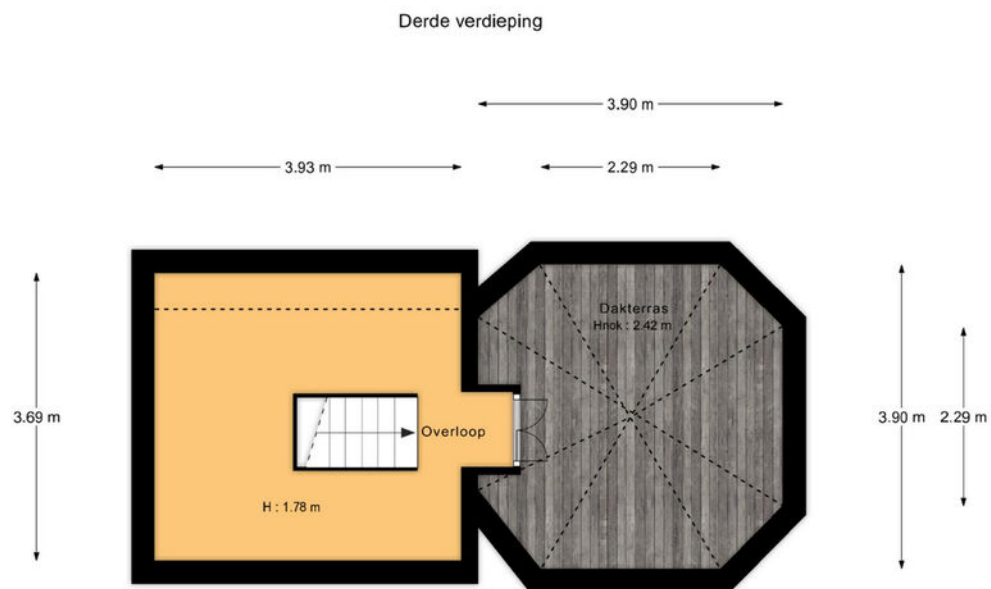 Derde verdieping
3.90 m
3.93 m
2.29 m
Dakterras
Hnok : 2.42 m
3.69 m
Overloop
3.90 m
2.29 m
H : 1.78 m